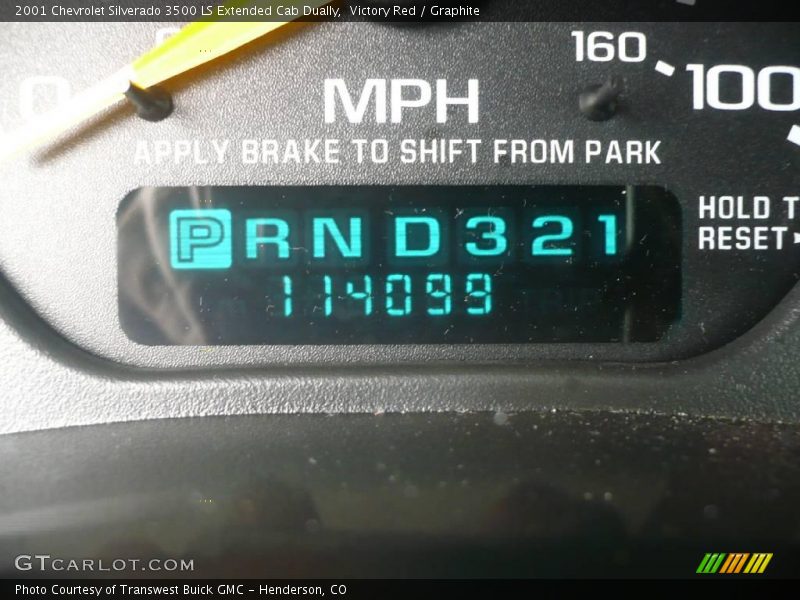 2001 Chevrolet Silverado 3500 LS Extended Cab Dually, Victory Red / Graphite
160
0
100
MPH
APPLY BRAKE TO SHIFT FROM PARK
HOLD T
RESET
P R N D 3 2 1
114099
GTCARLOT.COM
Photo Courtesy of Transwest Buick GMC - Henderson, CO